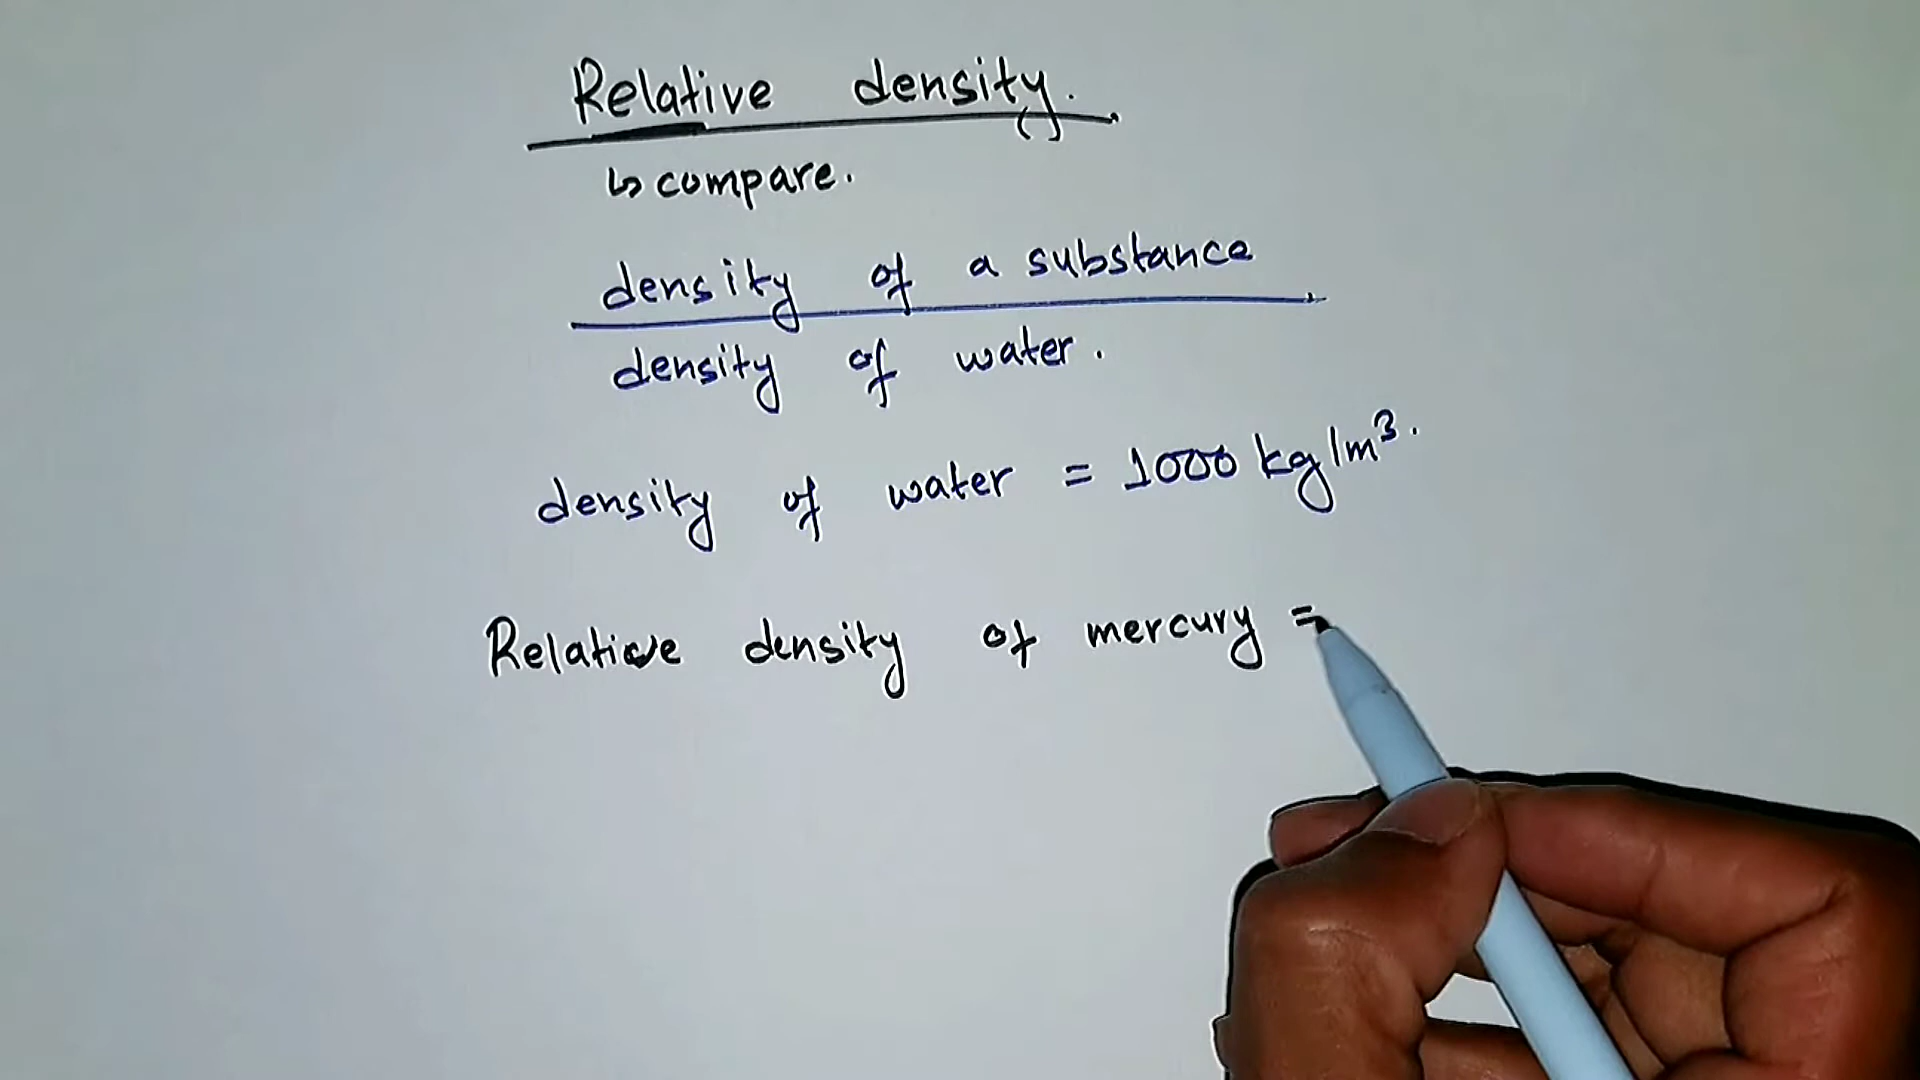 Relative density.
↳ compare.
density of a substance
density of water.
density of water = 1000 kg/m³.
Relative density of mercury =